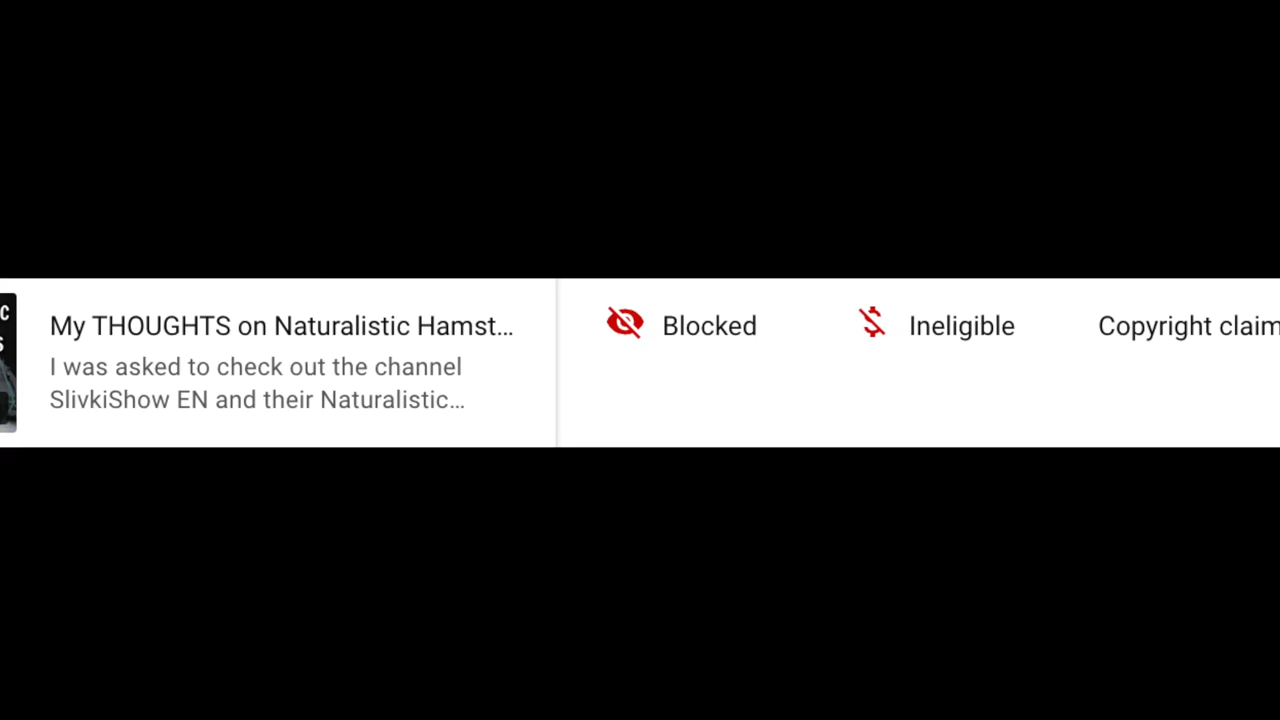 C
S
My THOUGHTS on Naturalistic Hamst...
I was asked to check out the channel
SlivkiShow EN and their Naturalistic...
Blocked
Ineligible
Copyright claim